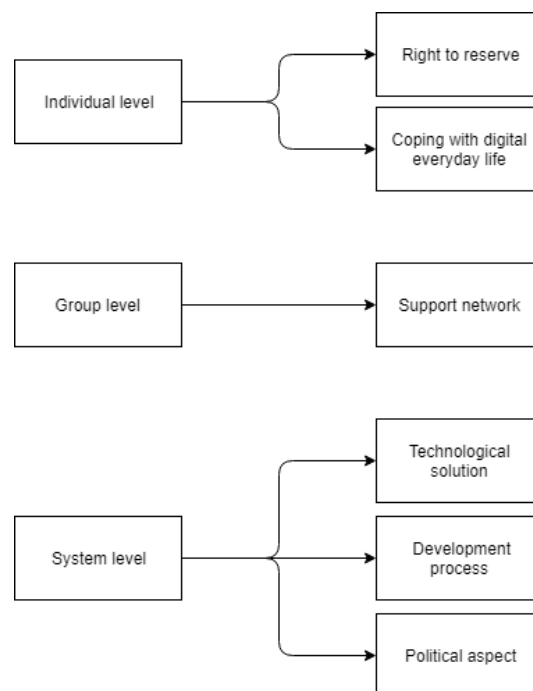 Individual level
Right to reserve
Coping with digital
everyday life
Group level
Support network
System level
Technological
solution
Development
process
Political aspect